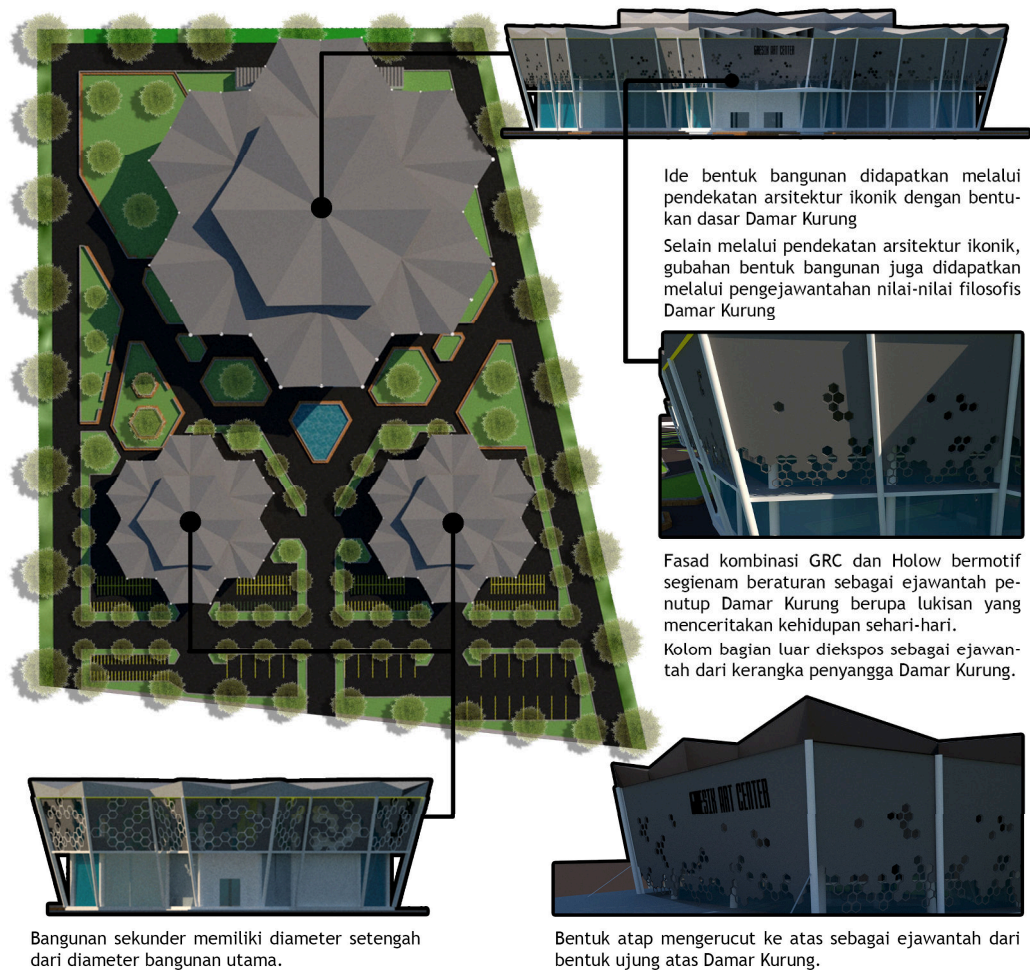 GRESIK ART CENTER
Ide bentuk bangunan didapatkan melalui
pendekatan arsitektur ikonik dengan bentu-
kan dasar Damar Kurung
Selain melalui pendekatan arsitektur ikonik,
gubahan bentuk bangunan juga didapatkan
melalui pengejawantahan nilai-nilai filosofis
Damar Kurung
Fasad kombinasi GRC dan Holow bermotif
segienam beraturan sebagai ejawantah pe-
nutup Damar Kurung berupa lukisan yang
menceritakan kehidupan sehari-hari.
Kolom bagian luar diekspos sebagai ejawan-
tah dari kerangka penyangga Damar Kurung.
GRESIK ART CENTER
Bangunan sekunder memiliki diameter setengah
dari diameter bangunan utama.
Bentuk atap mengerucut ke atas sebagai ejawantah dari
bentuk ujung atas Damar Kurung.